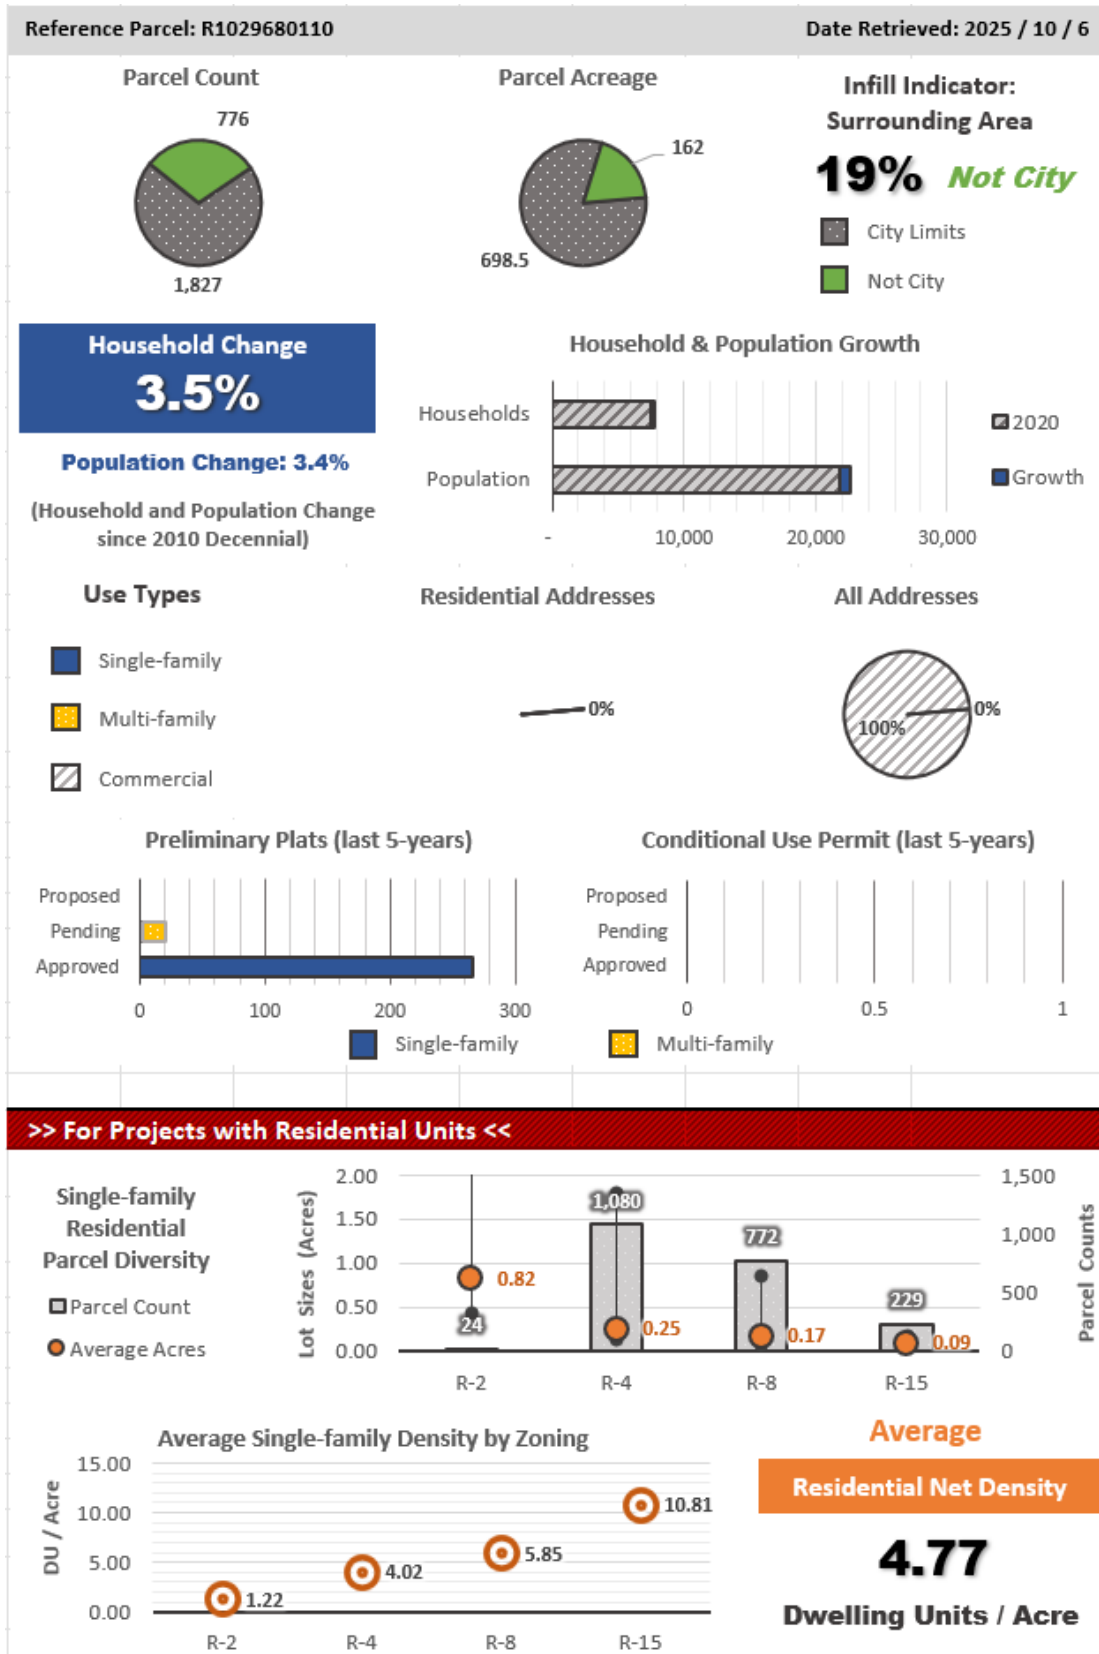 Reference Parcel: R1029680110
Date Retrieved: 2025 / 10 / 6
Parcel Count
776
1,827
Parcel Acreage
162
698.5
Infill Indicator:
Surrounding Area
19% Not City
City Limits
Not City
Household Change
3.5%
Population Change: 3.4%
(Household and Population Change
since 2010 Decennial)
Household & Population Growth
Households
Population
-
10,000
20,000
30,000
2020
Growth
Use Types
Single-family
Multi-family
Commercial
Residential Addresses
0%
All Addresses
100%
0%
Preliminary Plats (last 5-years)
Proposed
Pending
Approved
0
100
200
300
Conditional Use Permit (last 5-years)
Proposed
Pending
Approved
0
0.5
1
Single-family
Multi-family
>> For Projects with Residential Units <<
Single-family
Residential
Parcel Diversity
Parcel Count
Average Acres
Lot Sizes (Acres)
2.00
1.50
1.00
0.50
0.00
0.82
24
1,080
0.25
772
0.17
229
0.09
R-2
R-4
R-8
R-15
1,500
1,000
500
0
Parcel Counts
Average Single-family Density by Zoning
DU / Acre
15.00
10.00
5.00
0.00
1.22
4.02
5.85
10.81
R-2
R-4
R-8
R-15
Average
Residential Net Density
4.77
Dwelling Units / Acre